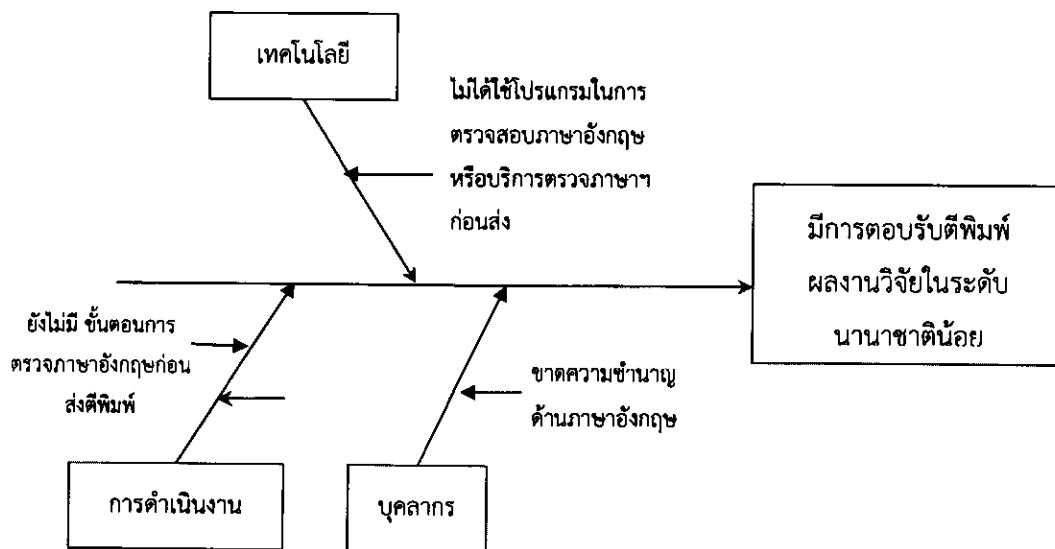 เทคโนโลยี
ไม่ได้ใช้โปรแกรมในการ
ตรวจสอบภาษาอังกฤษ
หรือบริการตรวจภาษาฯ
ก่อนส่ง
มีการตอบรับตีพิมพ์
ผลงานวิจัยในระดับ
นานาชาติน้อย
ยังไม่มี ขั้นตอนการ
ตรวจภาษาอังกฤษก่อน
ส่งตีพิมพ์
ขาดความชำนาญ
ด้านภาษาอังกฤษ
การดำเนินงาน
บุคลากร